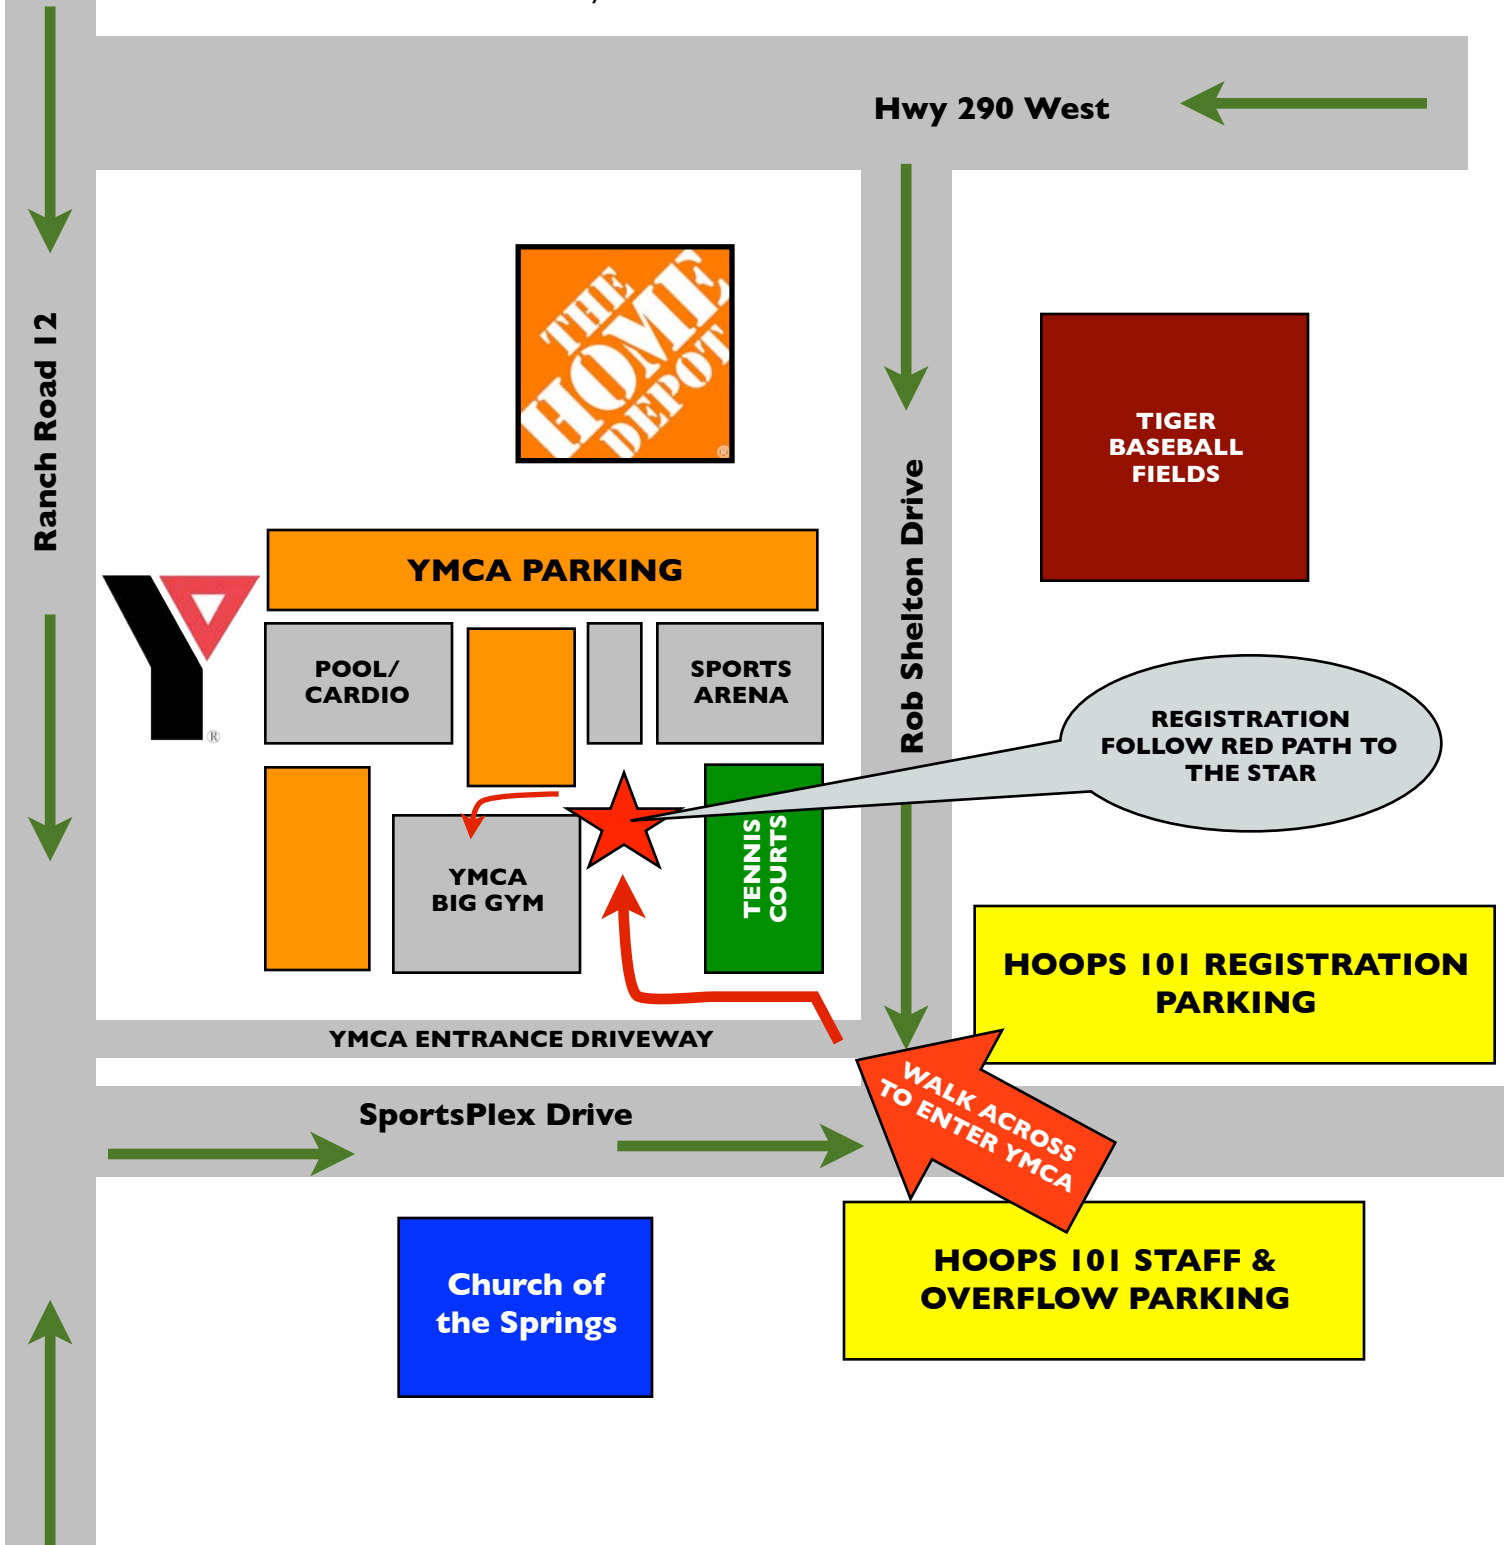 Hwy 290 West
Ranch Road 12
THE
HOME
DEPOT
®
TIGER
BASEBALL
FIELDS
Rob Shelton Drive
YMCA PARKING
®
POOL/
CARDIO
SPORTS
ARENA
REGISTRATION
FOLLOW RED PATH TO
THE STAR
TENNIS
COURTS
YMCA
BIG GYM
HOOPS 101 REGISTRATION
PARKING
YMCA ENTRANCE DRIVEWAY
WALK ACROSS
TO ENTER YMCA
SportsPlex Drive
HOOPS 101 STAFF &
OVERFLOW PARKING
Church of
the Springs